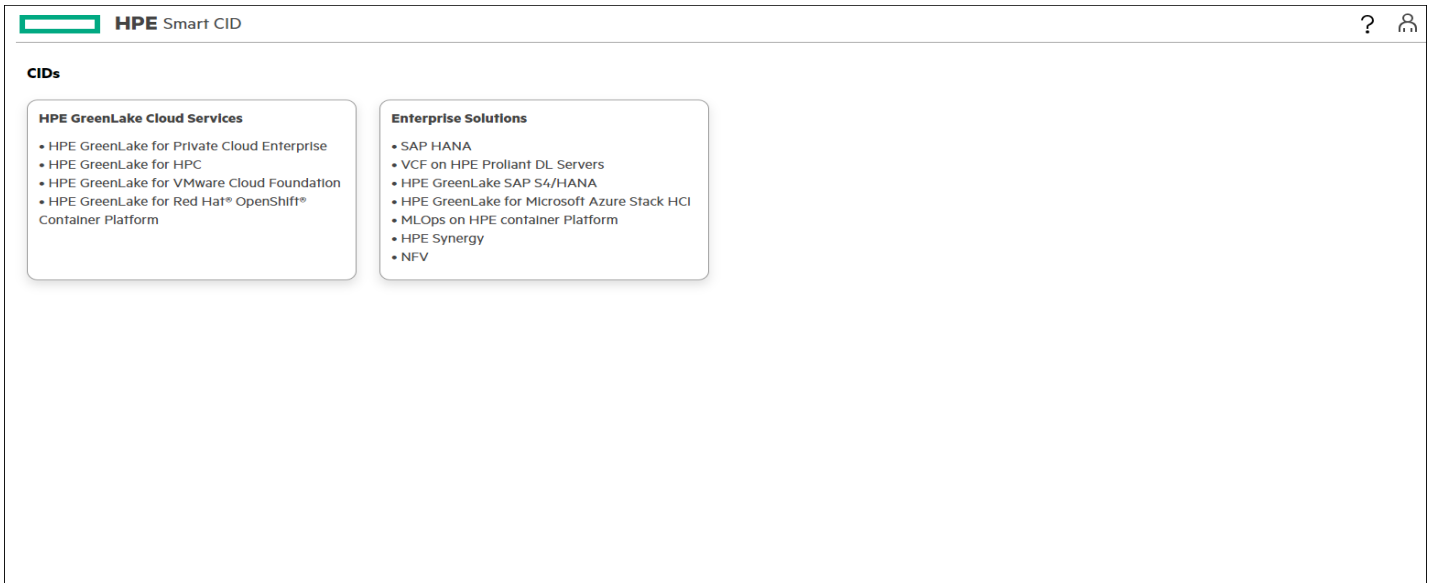 HPE Smart CID
?
CIDs
HPE GreenLake Cloud Services
• HPE GreenLake for Private Cloud Enterprise
• HPE GreenLake for HPC
• HPE GreenLake for VMware Cloud Foundation
• HPE GreenLake for Red Hat® OpenShift®
Container Platform
Enterprise Solutions
• SAP HANA
• VCF on HPE Proliant DL Servers
• HPE GreenLake SAP S4/HANA
• HPE GreenLake for Microsoft Azure Stack HCI
• MLOps on HPE container Platform
• HPE Synergy
• NFV